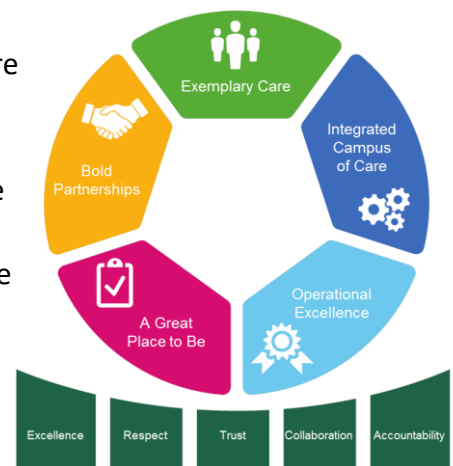 re
e
e
Exemplary Care
Integrated
Campus
of Care
Operational
Excellence
A Great
Place to Be
Bold
Partnerships
Excellence
Respect
Trust
Collaboration
Accountability